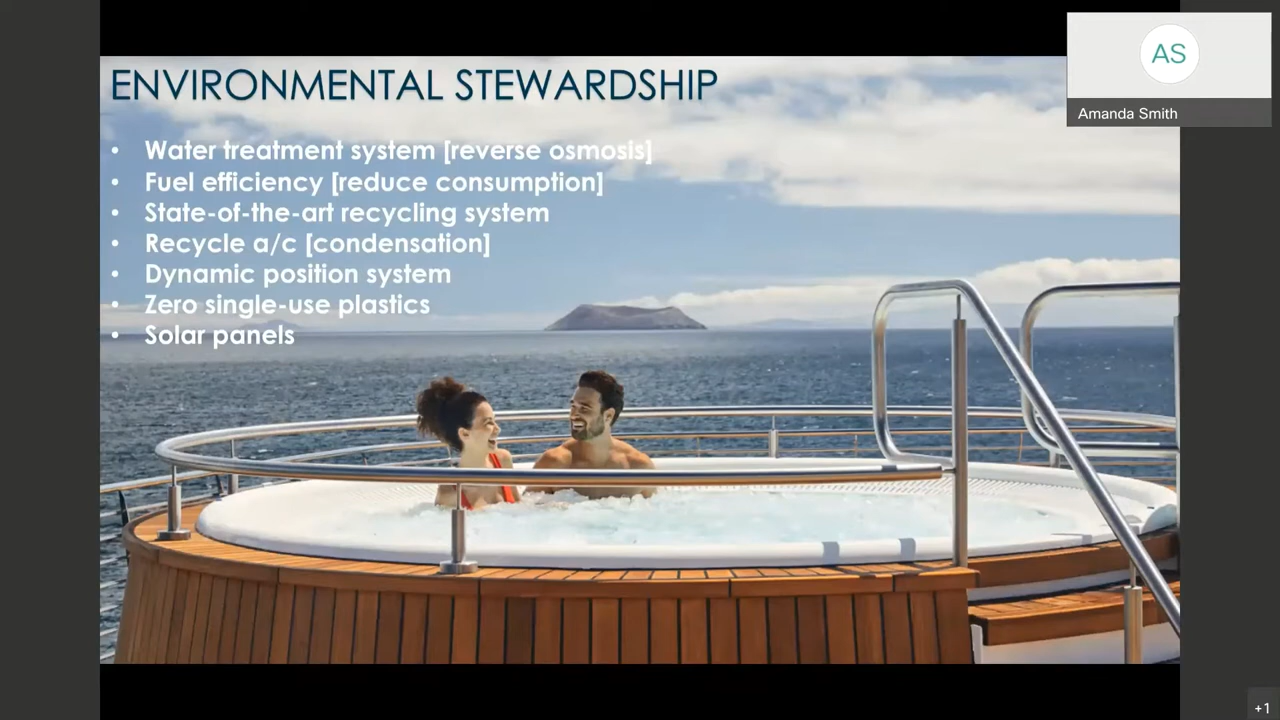 ENVIRONMENTAL STEWARDSHIP
• Water treatment system [reverse osmosis]
• Fuel efficiency [reduce consumption]
• State-of-the-art recycling system
• Recycle a/c [condensation]
• Dynamic position system
• Zero single-use plastics
• Solar panels
AS
Amanda Smith
+1